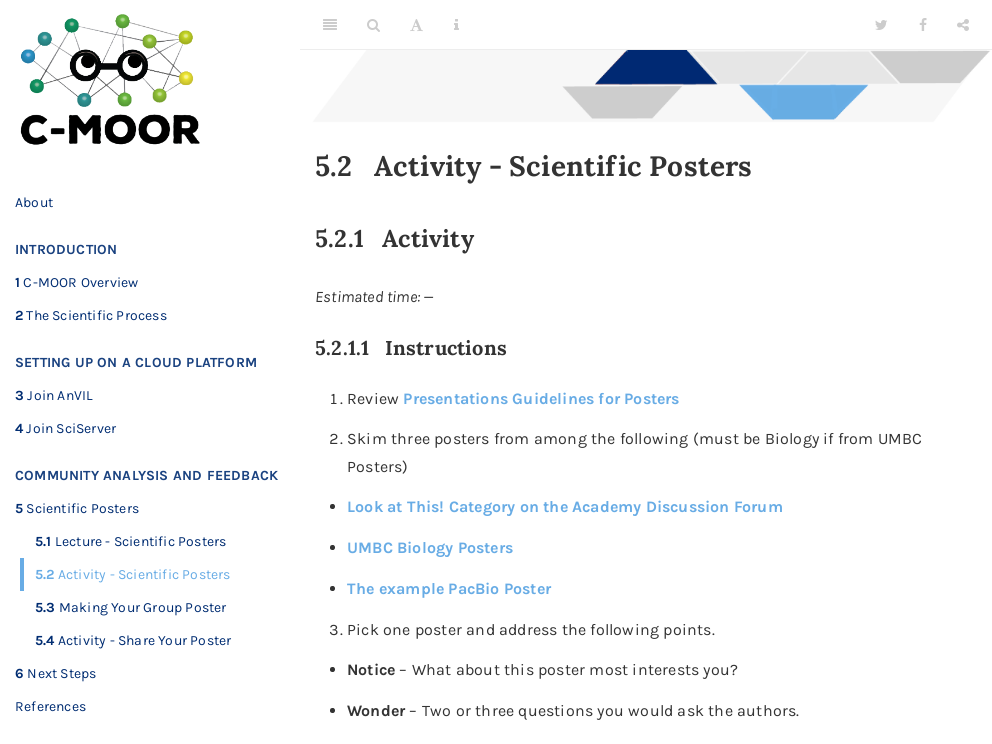 C-MOOR
About
INTRODUCTION
1 C-MOOR Overview
2 The Scientific Process
SETTING UP ON A CLOUD PLATFORM
3 Join AnVIL
4 Join SciServer
COMMUNITY ANALYSIS AND FEEDBACK
5 Scientific Posters
5.1 Lecture - Scientific Posters
5.2 Activity - Scientific Posters
5.3 Making Your Group Poster
5.4 Activity - Share Your Poster
6 Next Steps
References
5.2 Activity - Scientific Posters
5.2.1 Activity
Estimated time: –
5.2.1.1 Instructions
1. Review Presentations Guidelines for Posters
2. Skim three posters from among the following (must be Biology if from UMBC
Posters)
• Look at This! Category on the Academy Discussion Forum
• UMBC Biology Posters
• The example PacBio Poster
3. Pick one poster and address the following points.
• Notice – What about this poster most interests you?
• Wonder – Two or three questions you would ask the authors.